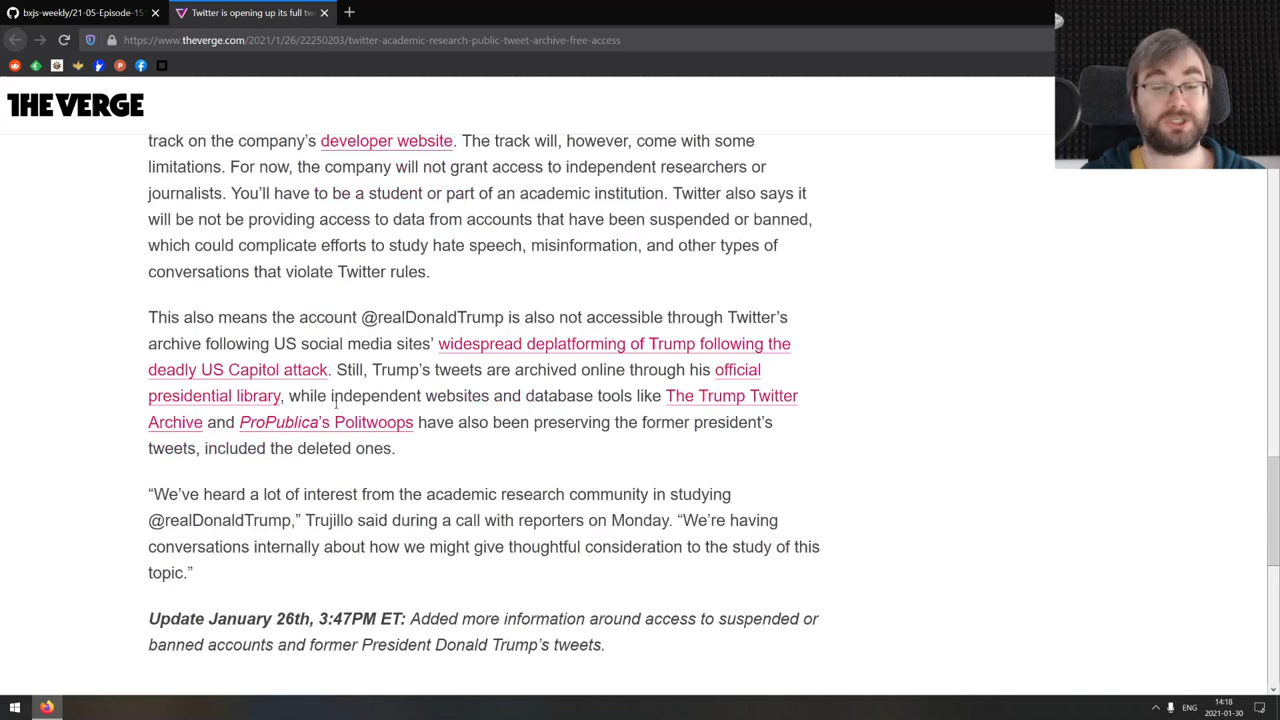 bxjs-weekly/21-05-Episode-15
Twitter is opening up its full tw
https://www.theverge.com/2021/1/26/22250203/twitter-academic-research-public-tweet-archive-free-access
THE VERGE
track on the company's developer website. The track will, however, come with some
limitations. For now, the company will not grant access to independent researchers or
journalists. You'll have to be a student or part of an academic institution. Twitter also says it
will be not be providing access to data from accounts that have been suspended or banned,
which could complicate efforts to study hate speech, misinformation, and other types of
conversations that violate Twitter rules.
This also means the account @realDonaldTrump is also not accessible through Twitter's
archive following US social media sites' widespread deplatforming of Trump following the
deadly US Capitol attack. Still, Trump's tweets are archived online through his official
presidential library, while independent websites and database tools like The Trump Twitter
Archive and ProPublica's Politwoops have also been preserving the former president's
tweets, included the deleted ones.
“We've heard a lot of interest from the academic research community in studying
@realDonaldTrump,” Trujillo said during a call with reporters on Monday. “We're having
conversations internally about how we might give thoughtful consideration to the study of this
topic.”
Update January 26th, 3:47PM ET: Added more information around access to suspended or
banned accounts and former President Donald Trump's tweets.
ENG
14:18
2021-01-30